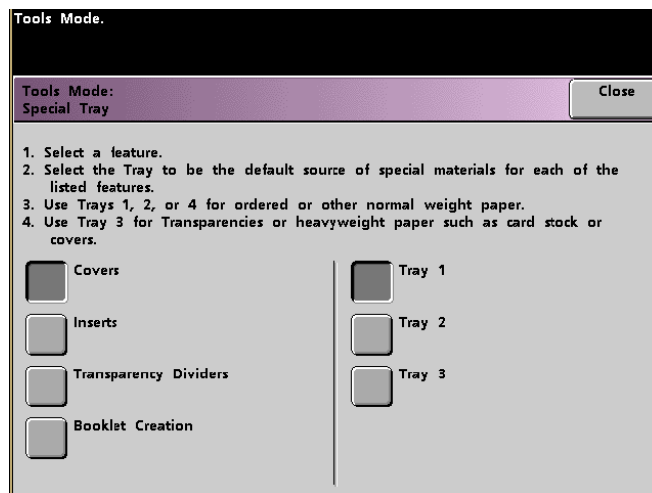 Tools Mode.
Tools Mode:
Special Tray
Close
1. Select a feature.
2. Select the Tray to be the default source of special materials for each of the
listed features.
3. Use Trays 1, 2, or 4 for ordered or other normal weight paper.
4. Use Tray 3 for Transparencies or heavyweight paper such as card stock or
covers.
Covers
Inserts
Transparency Dividers
Booklet Creation
Tray 1
Tray 2
Tray 3